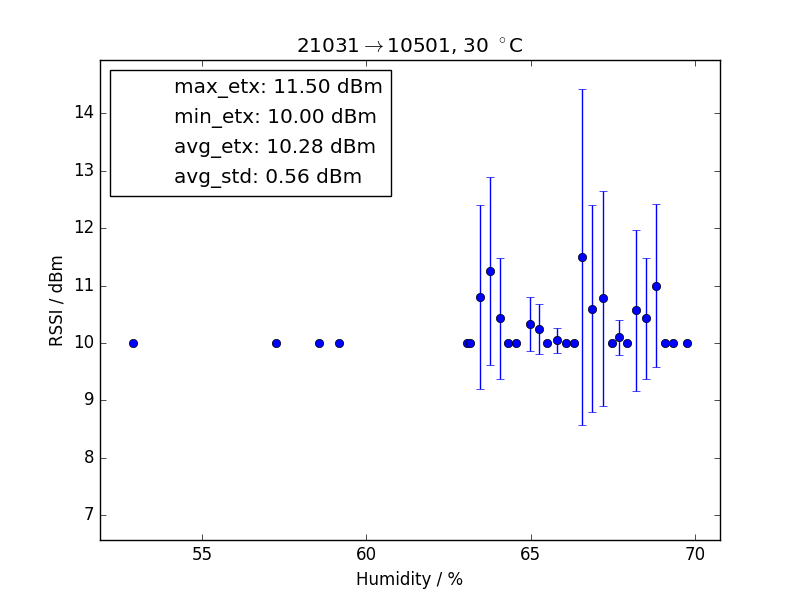 21031→10501, 30 °C
max_etx: 11.50 dBm
min_etx: 10.00 dBm
avg_etx: 10.28 dBm
avg_std: 0.56 dBm
RSSI / dBm
14
13
12
11
10
9
8
7
55 60 65 70
Humidity / %